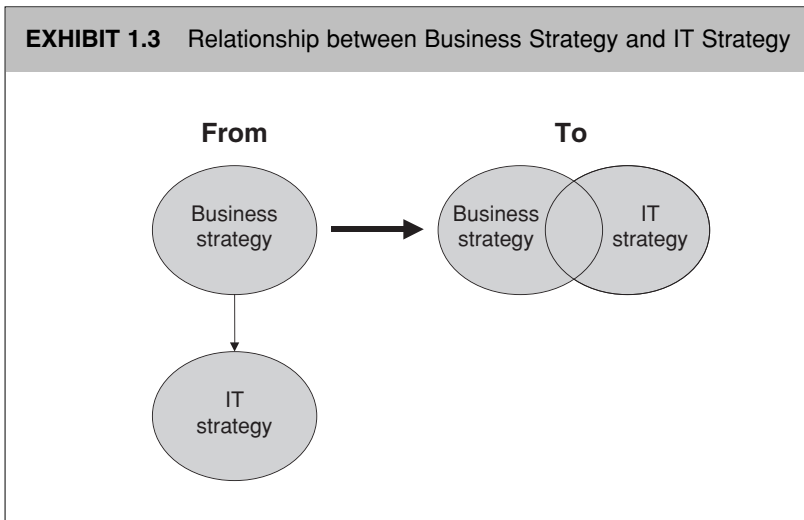 EXHIBIT 1.3 Relationship between Business Strategy and IT Strategy
From
To
Business
strategy
Business
strategy
IT
strategy
IT
strategy